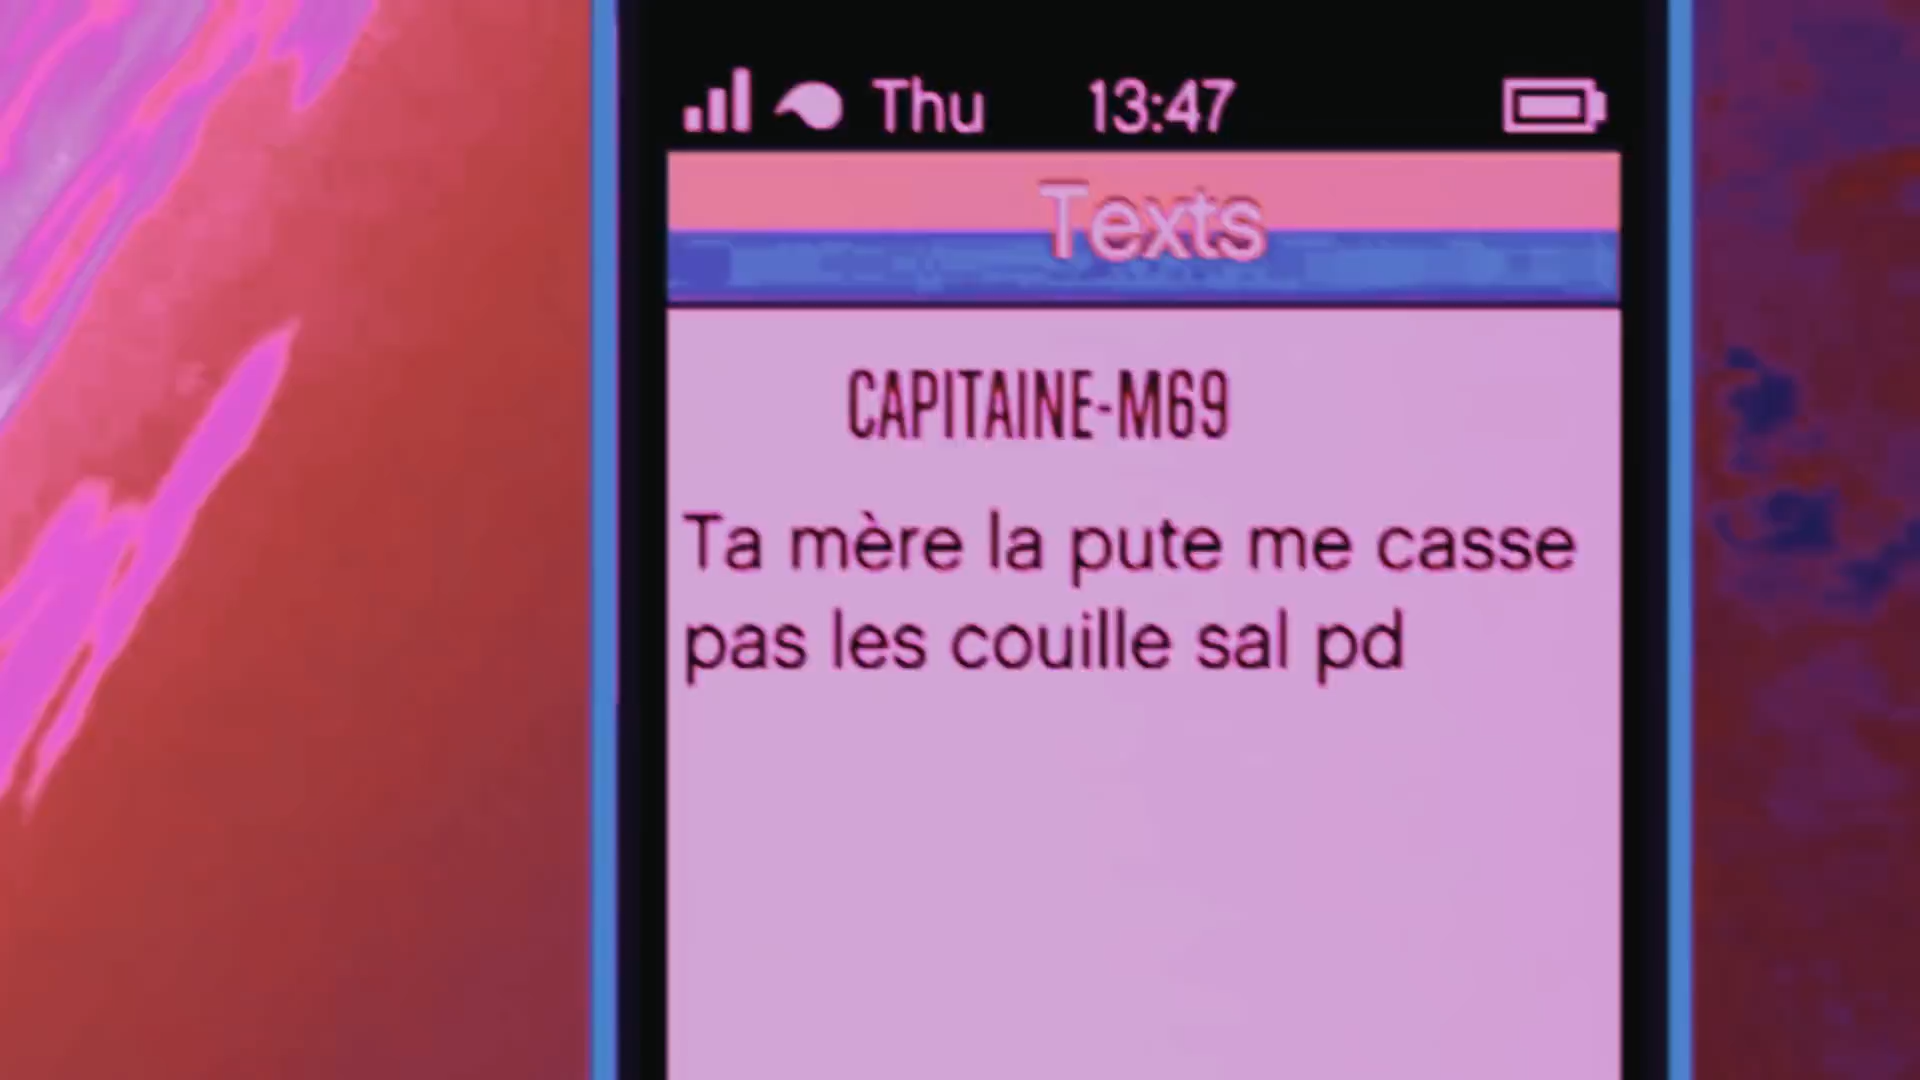 Thu 13:47
Texts
CAPITAINE-M69
Ta mère la pute me casse
pas les couille sal pd